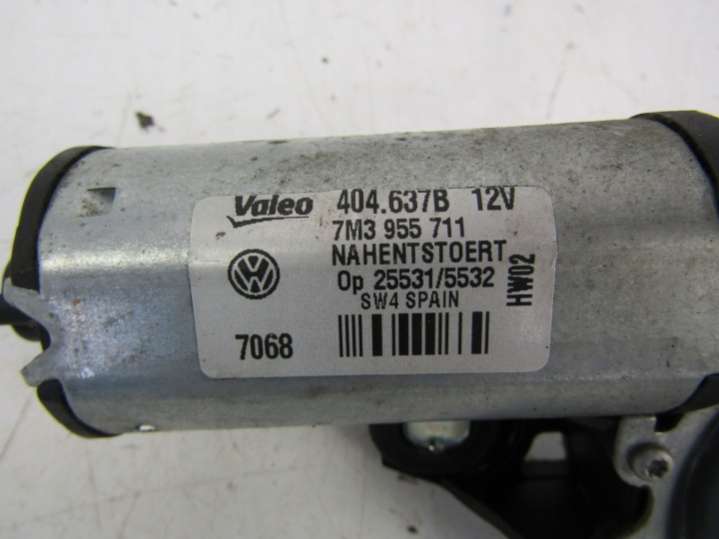 Valeo 404.637B 12V
7M3 955 711
NAHENTSTOERT
Op 25531/5532
SW4 SPAIN
HW02
7068